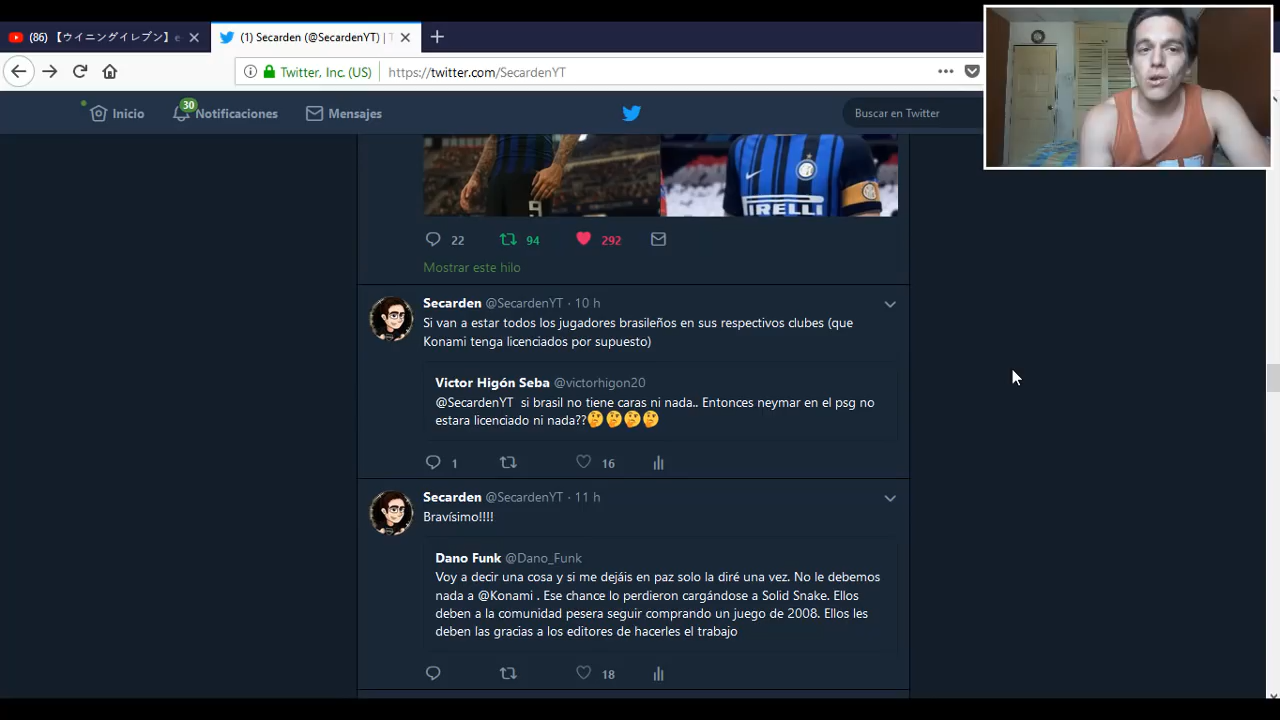 (86) 【ウイニングイレブン】 e
(1) Secarden (@SecardenYT) | T
Twitter, Inc. (US)
https://twitter.com/SecardenYT
Inicio
30
Notificaciones
Mensajes
Buscar en Twitter
9
PIRELLI
22
94
292
Mostrar este hilo
Secarden @SecardenYT · 10 h
Si van a estar todos los jugadores brasileños en sus respectivos clubes (que
Konami tenga licenciados por supuesto)
Victor Higón Seba @victorhigon20
@SecardenYT si brasil no tiene caras ni nada.. Entonces neymar en el psg no
estara licenciado ni nada??🤔🤔🤔🤔
1
16
Secarden @SecardenYT · 11 h
Bravísimo!!!!
Dano Funk @Dano_Funk
Voy a decir una cosa y si me dejáis en paz solo la diré una vez. No le debemos
nada a @Konami . Ese chance lo perdieron cargándose a Solid Snake. Ellos
deben a la comunidad pesera seguir comprando un juego de 2008. Ellos les
deben las gracias a los editores de hacerles el trabajo
18